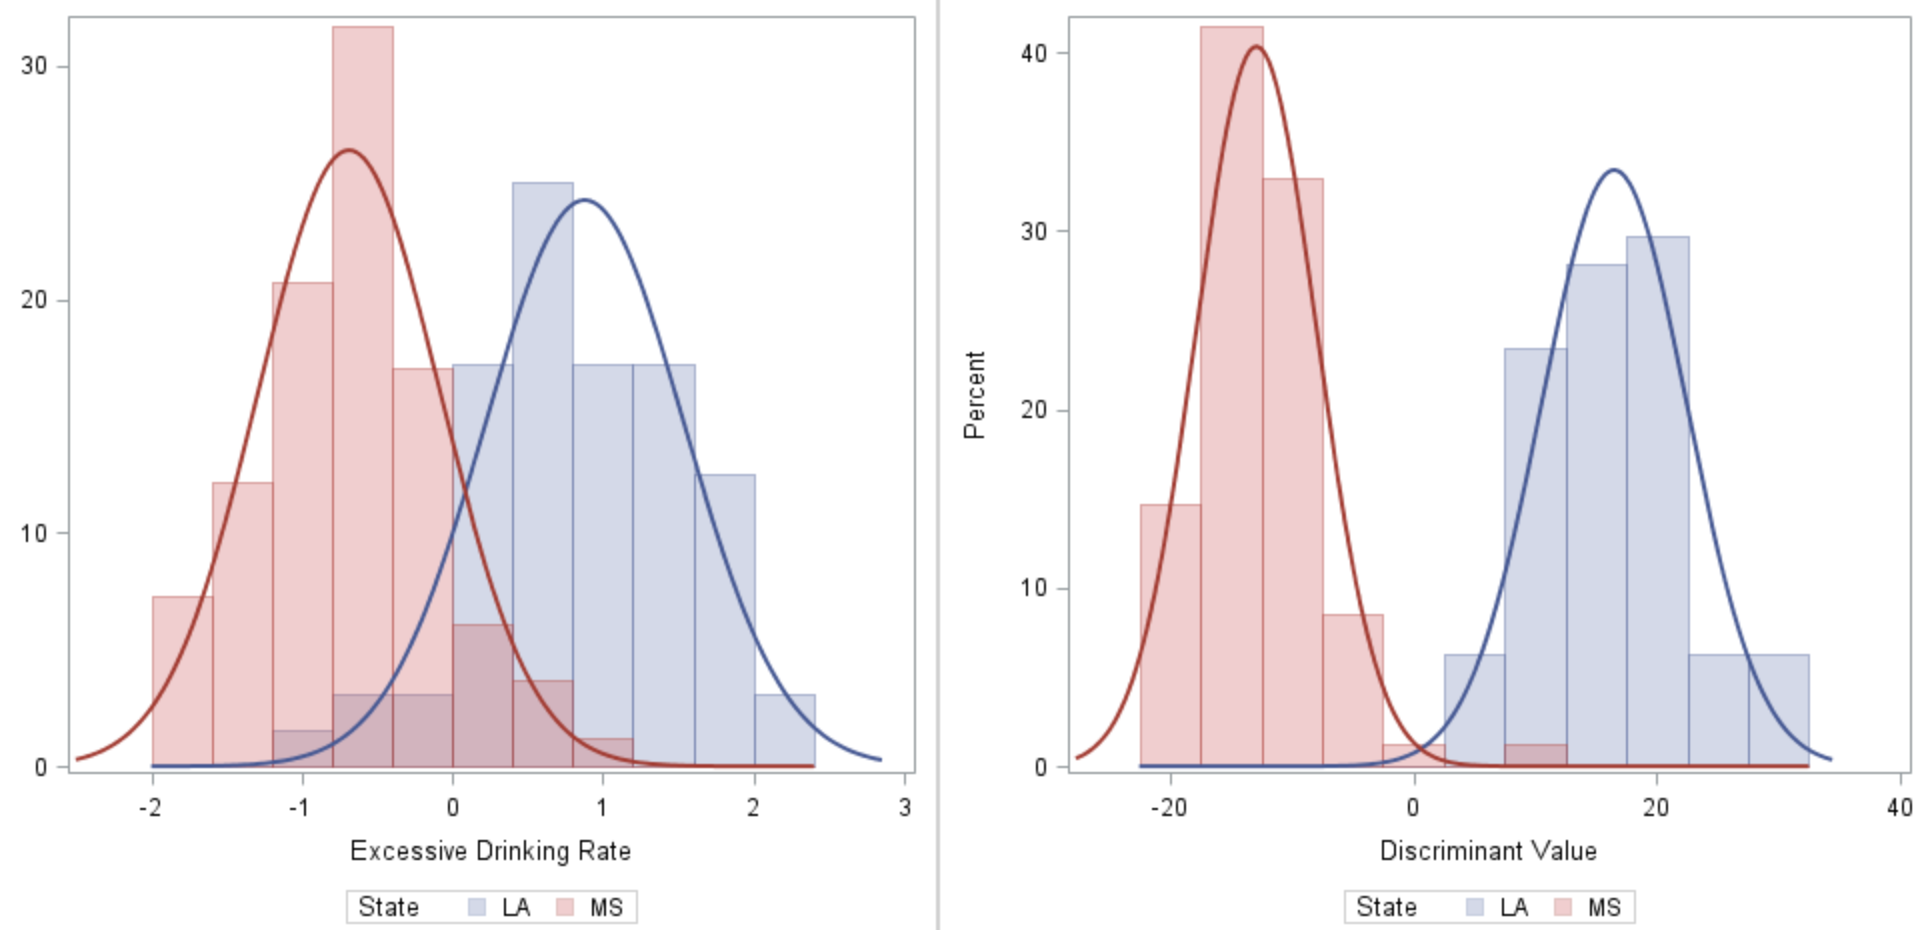 30
20
10
0
-2 -1 0 1 2 3
Excessive Drinking Rate
State LA MS
Percent
40
30
20
10
0
-20 0 20 40
Discriminant Value
State LA MS